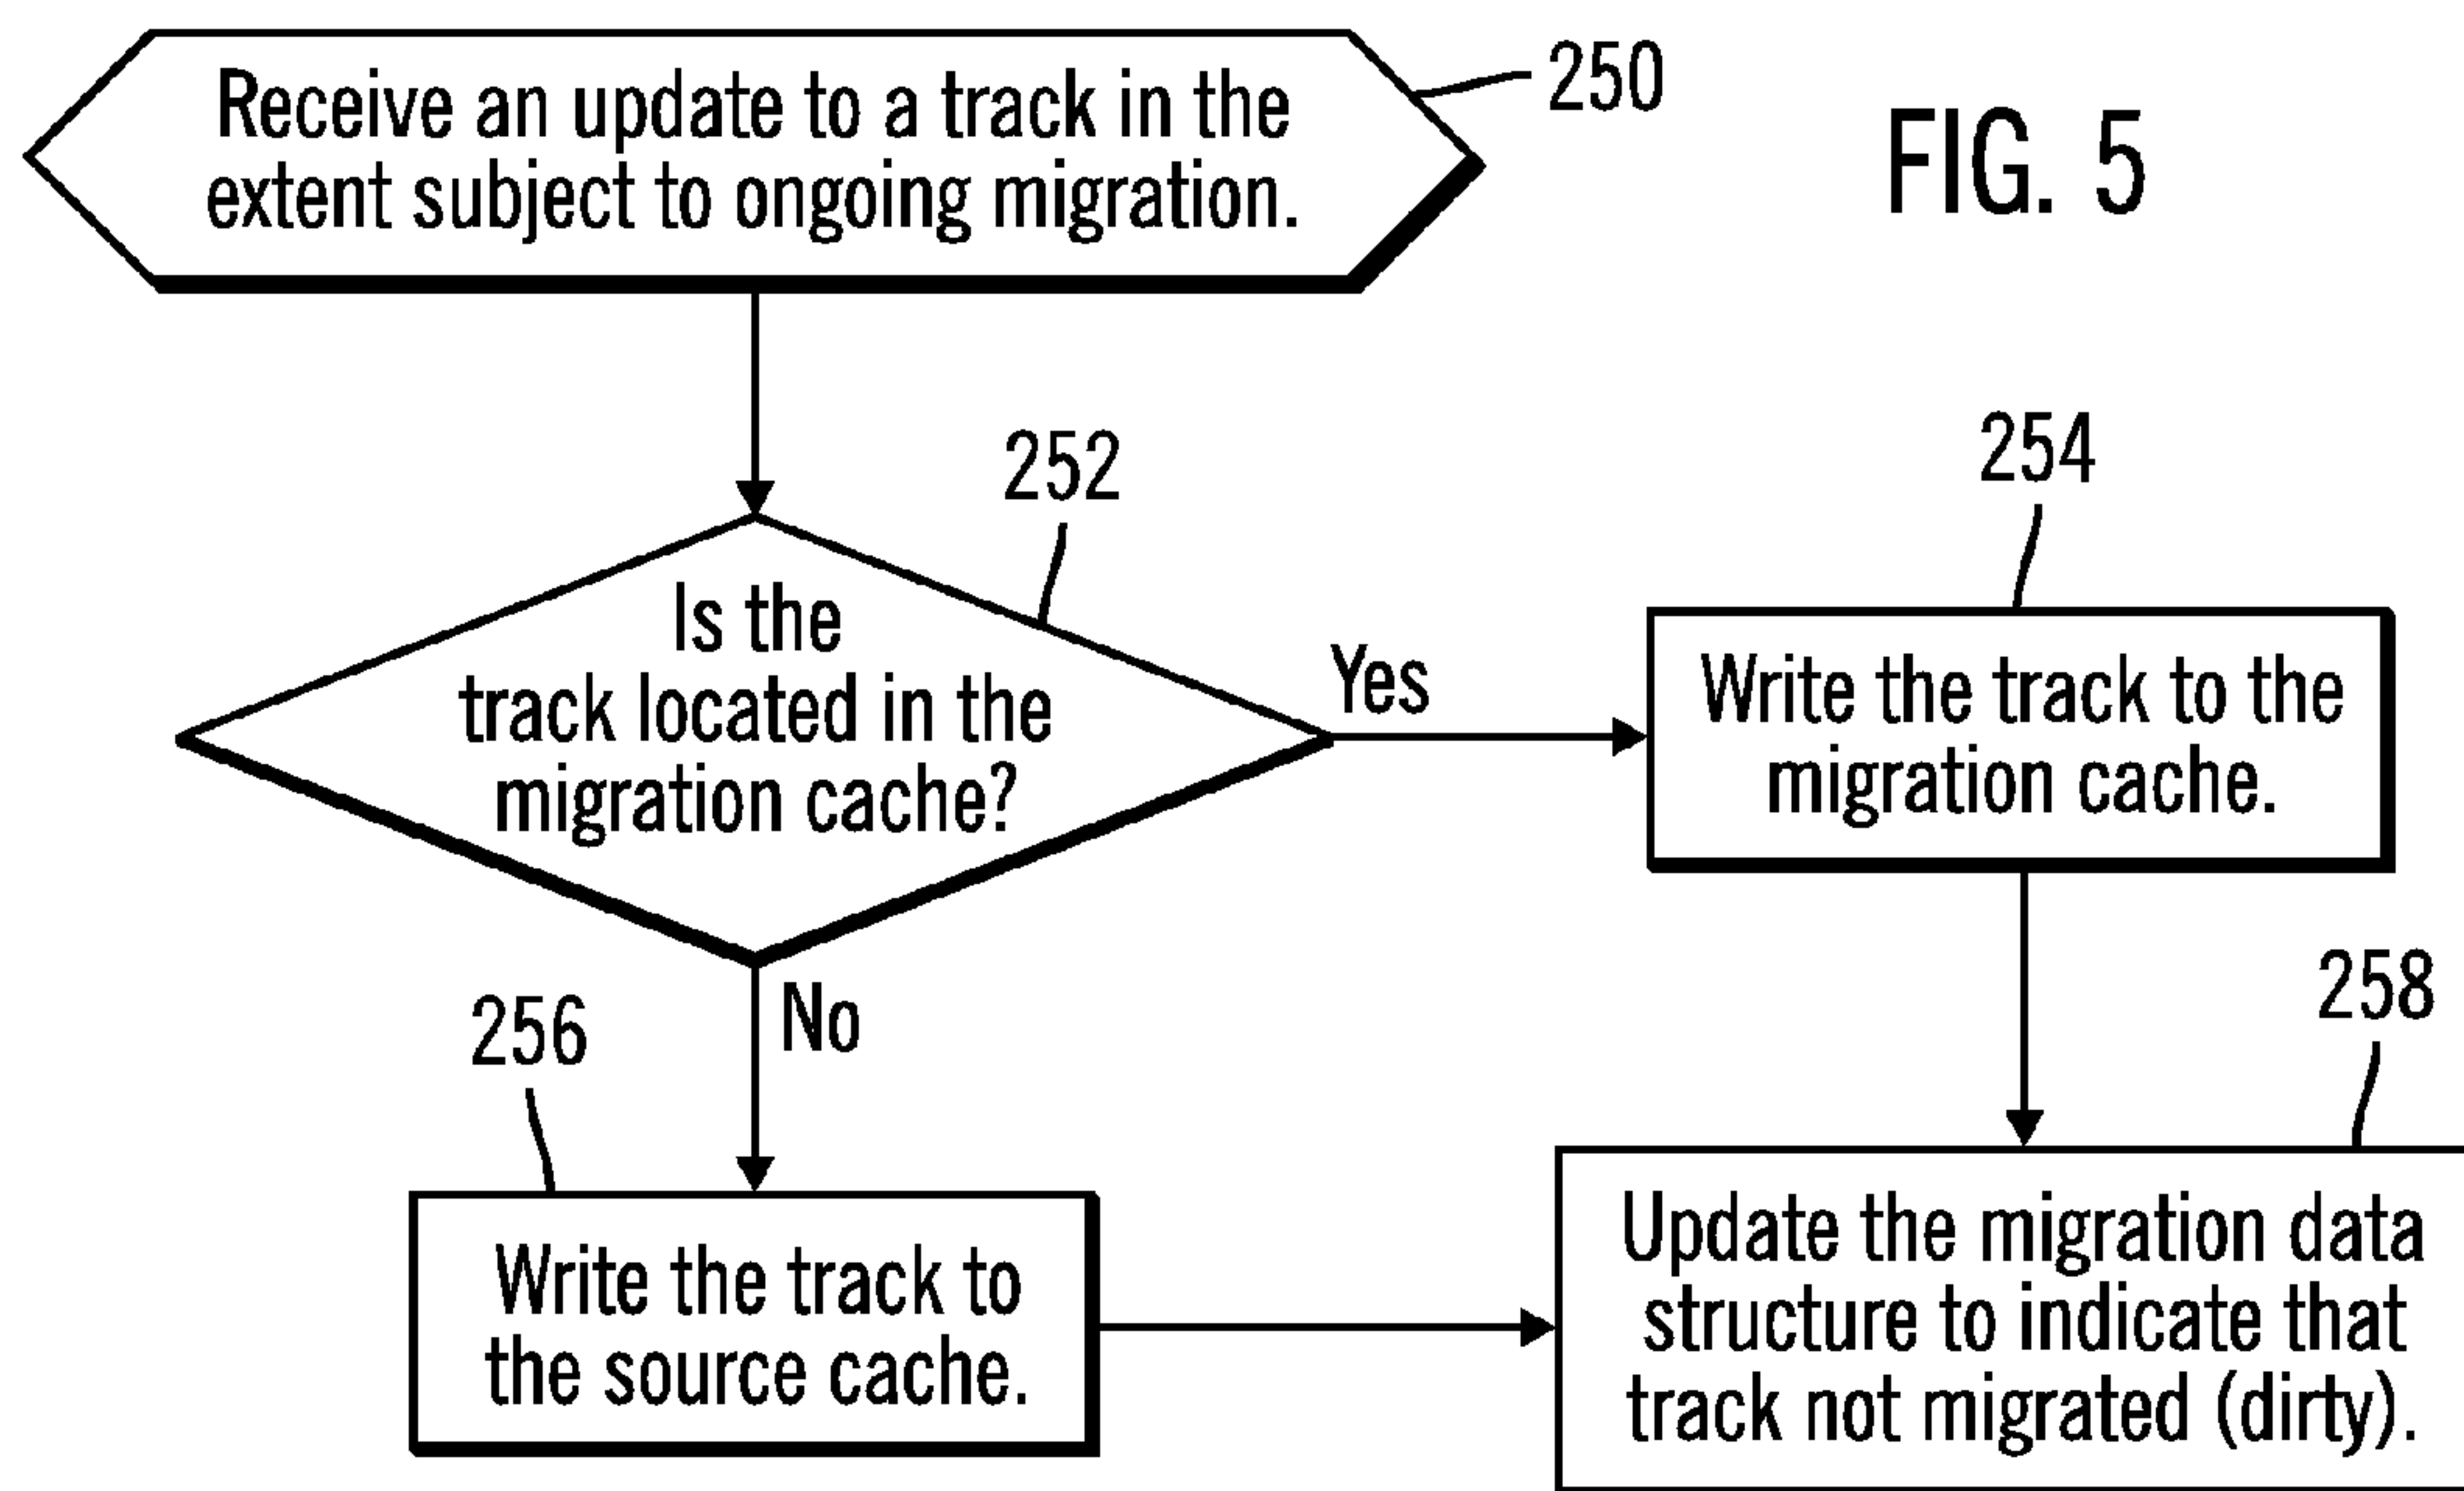 Receive an update to a track in the
extent subject to ongoing migration.
250
FIG. 5
252
Is the
track located in the
migration cache?
Yes
254
Write the track to the
migration cache.
No
256
Write the track to
the source cache.
258
Update the migration data
structure to indicate that
track not migrated (dirty).